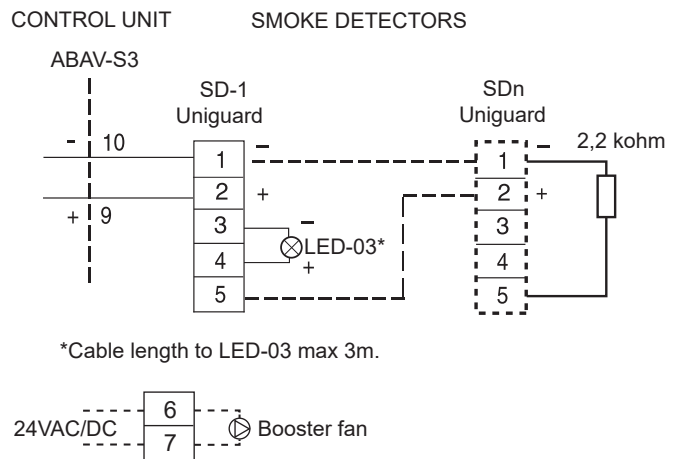 CONTROL UNIT SMOKE DETECTORS
ABAV-S3
SD-1 SDn
Uniguard Uniguard
- 10 1 - 1 - 2,2 kohm
+ 9 2 + 2 +
3 - 3
4 LED-03* + 4
5 5
*Cable length to LED-03 max 3m.
24VAC/DC 6 Booster fan
7